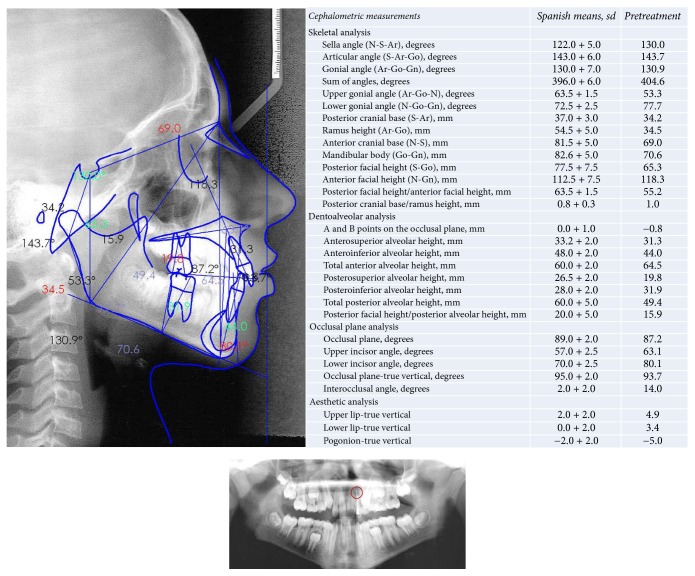 69.0
116.3
34.2
143.7°
15.9
31.3
19.8
87.2°
49.4
64.5
53.3°
34.5
130.9°
70.6
Cephalometric measurements Spanish means, sd Pretreatment
Skeletal analysis
Sella angle (N-S-Ar), degrees 122.0 + 5.0 130.0
Articular angle (S-Ar-Go), degrees 143.0 + 6.0 143.7
Gonial angle (Ar-Go-Gn), degrees 130.0 + 7.0 130.9
Sum of angles, degrees 396.0 + 6.0 404.6
Upper gonial angle (Ar-Go-N), degrees 63.5 + 1.5 53.3
Lower gonial angle (N-Go-Gn), degrees 72.5 + 2.5 77.7
Posterior cranial base (S-Ar), mm 37.0 + 3.0 34.2
Ramus height (Ar-Go), mm 54.5 + 5.0 34.5
Anterior cranial base (N-S), mm 81.5 + 5.0 69.0
Mandibular body (Go-Gn), mm 82.6 + 5.0 70.6
Posterior facial height (S-Go), mm 77.5 + 7.5 65.3
Anterior facial height (N-Gn), mm 112.5 + 7.5 118.3
Posterior facial height/anterior facial height, mm 63.5 + 1.5 55.2
Posterior cranial base/ramus height, mm 0.8 + 0.3 1.0
Dentoalveolar analysis
A and B points on the occlusal plane, mm 0.0 + 1.0 −0.8
Anterosuperior alveolar height, mm 33.2 + 2.0 31.3
Anteroinferior alveolar height, mm 48.0 + 2.0 44.0
Total anterior alveolar height, mm 60.0 + 2.0 64.5
Posterosuperior alveolar height, mm 26.5 + 2.0 19.8
Posteroinferior alveolar height, mm 28.0 + 2.0 31.9
Total posterior alveolar height, mm 60.0 + 5.0 49.4
Posterior facial height/posterior alveolar height, mm 20.0 + 5.0 15.9
Occlusal plane analysis
Occlusal plane, degrees 89.0 + 2.0 87.2
Upper incisor angle, degrees 57.0 + 2.5 63.1
Lower incisor angle, degrees 70.0 + 2.5 80.1
Occlusal plane-true vertical, degrees 95.0 + 2.0 93.7
Interocclusal angle, degrees 2.0 + 2.0 14.0
Aesthetic analysis
Upper lip-true vertical 2.0 + 2.0 4.9
Lower lip-true vertical 0.0 + 2.0 3.4
Pogonion-true vertical −2.0 + 2.0 −5.0